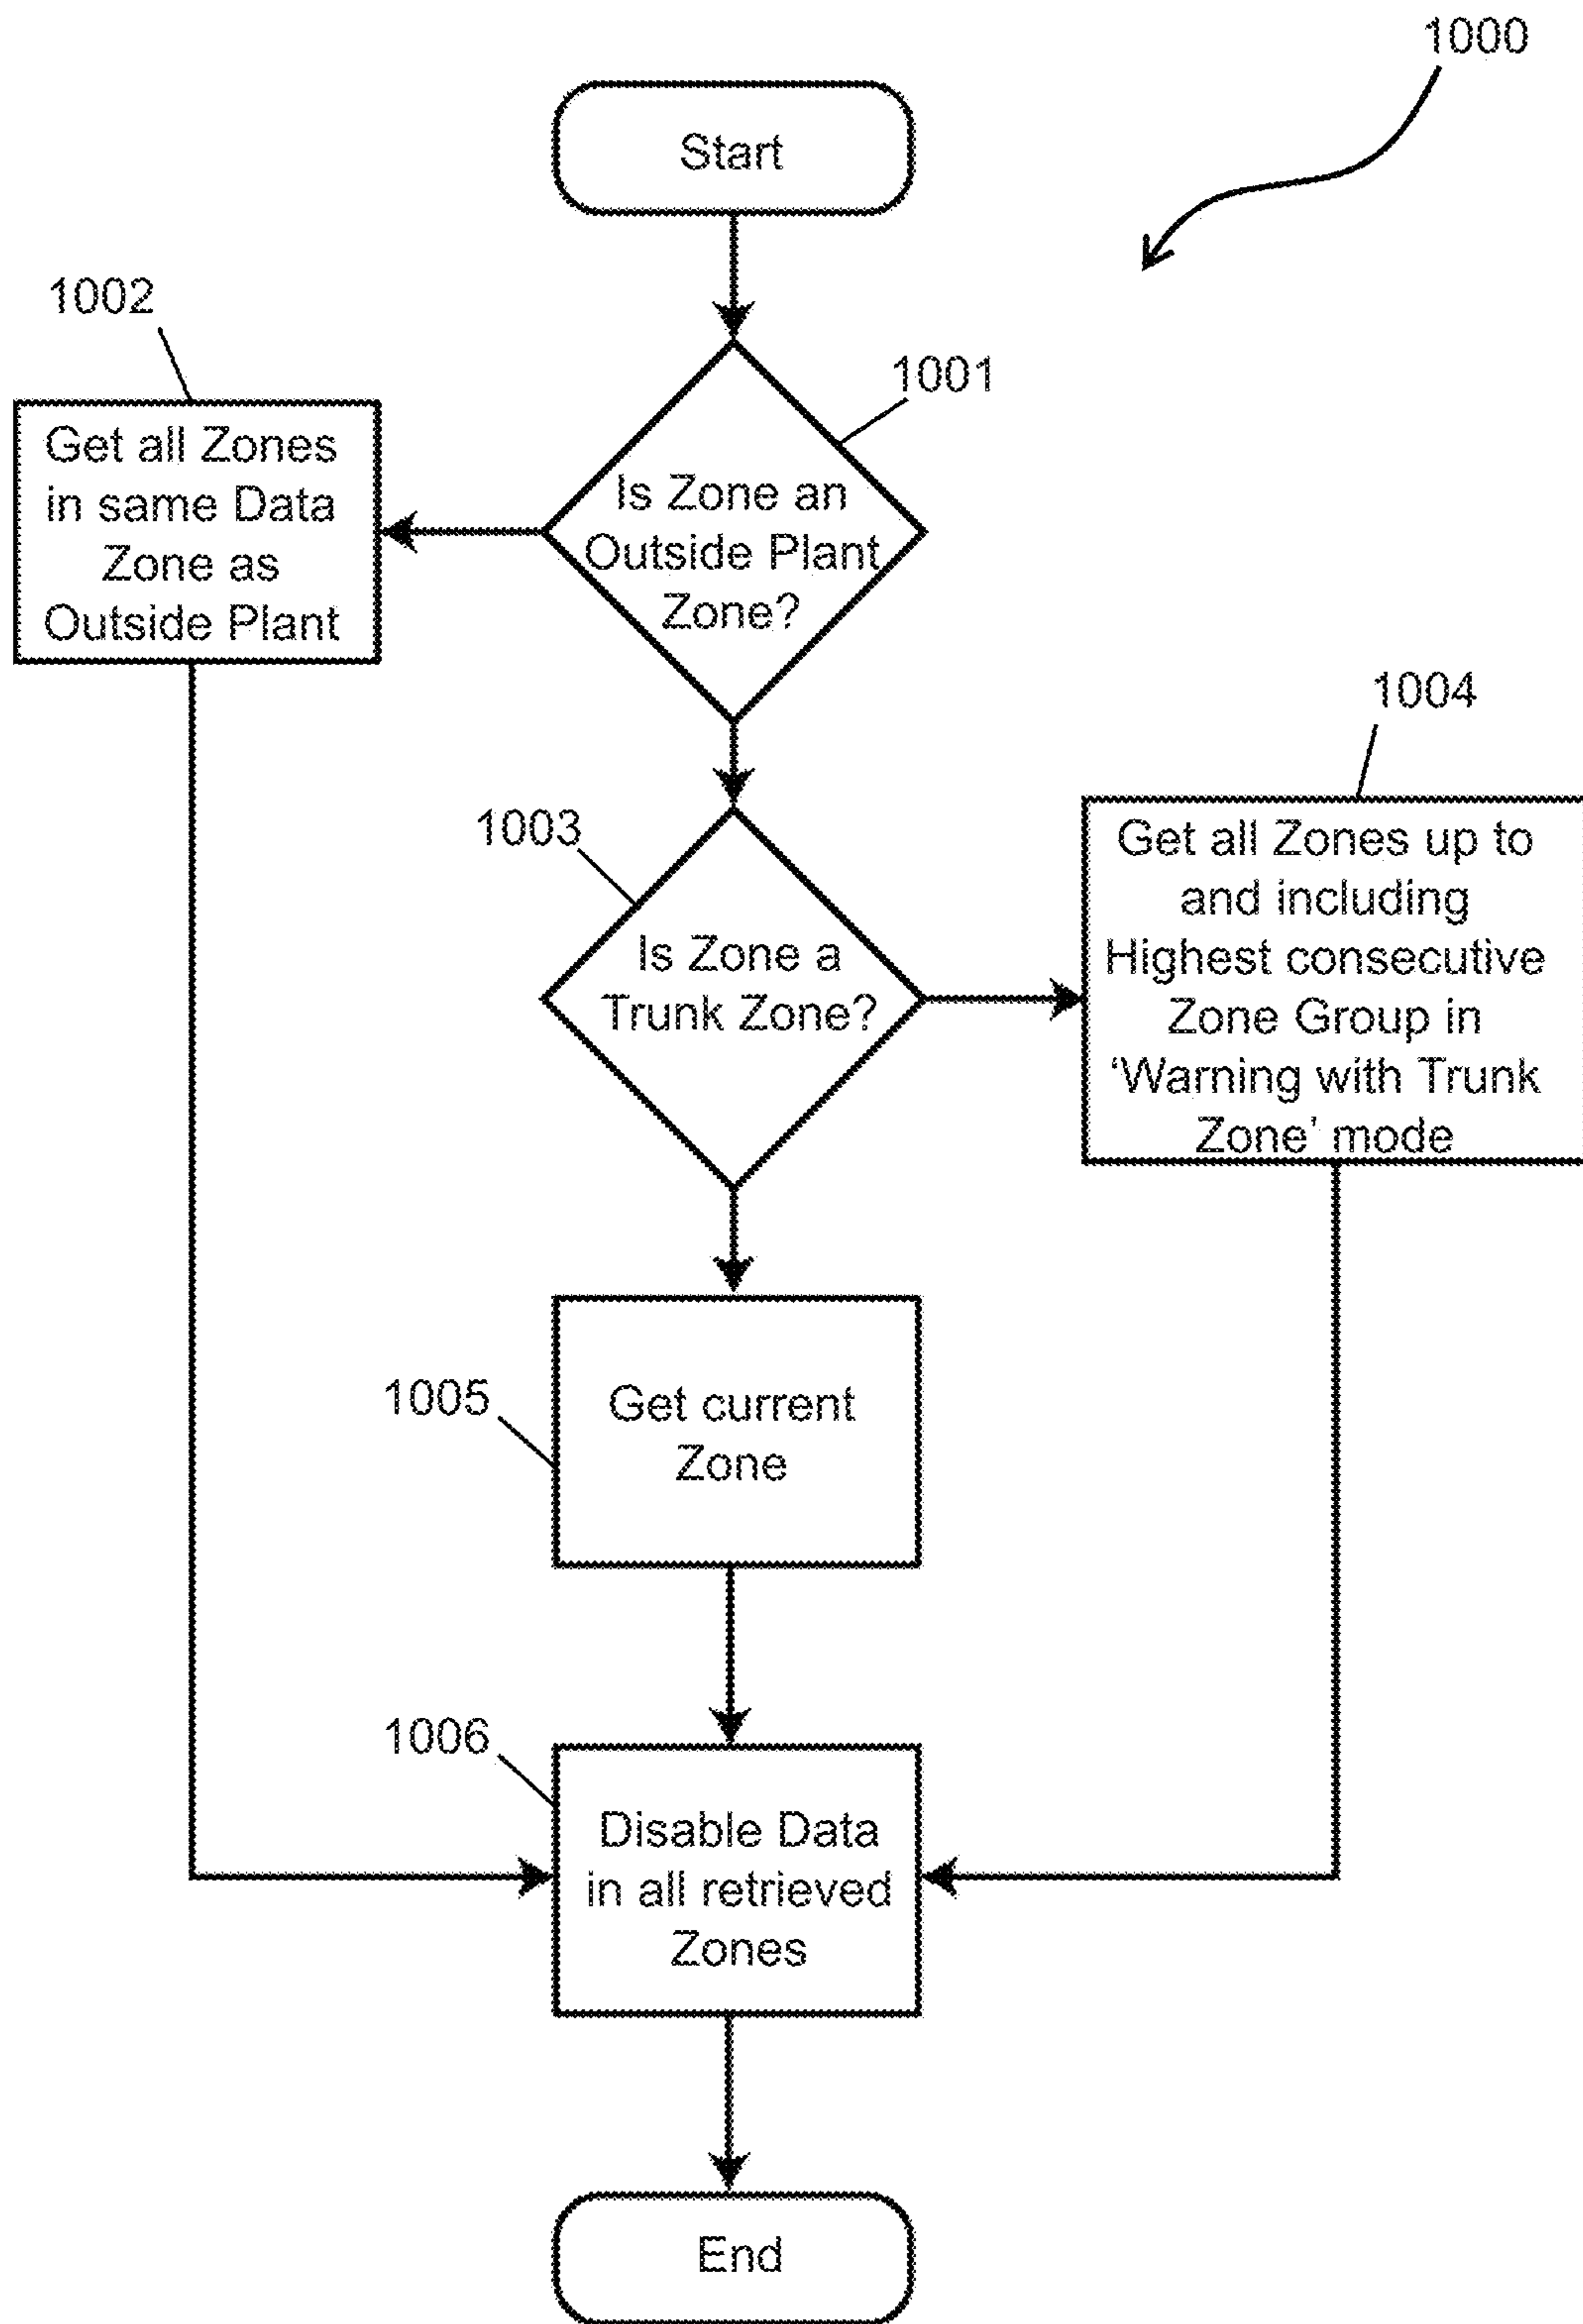 1000
Start
1002
1001
Get all Zones
in same Data
Zone as
Outside Plant
Is Zone an
Outside Plant
Zone?
1004
1003
Get all Zones up to
and including
Highest consecutive
Zone Group in
‘Warning with Trunk
Zone’ mode
Is Zone a
Trunk Zone?
1005
Get current
Zone
1006
Disable Data
in all retrieved
Zones
End